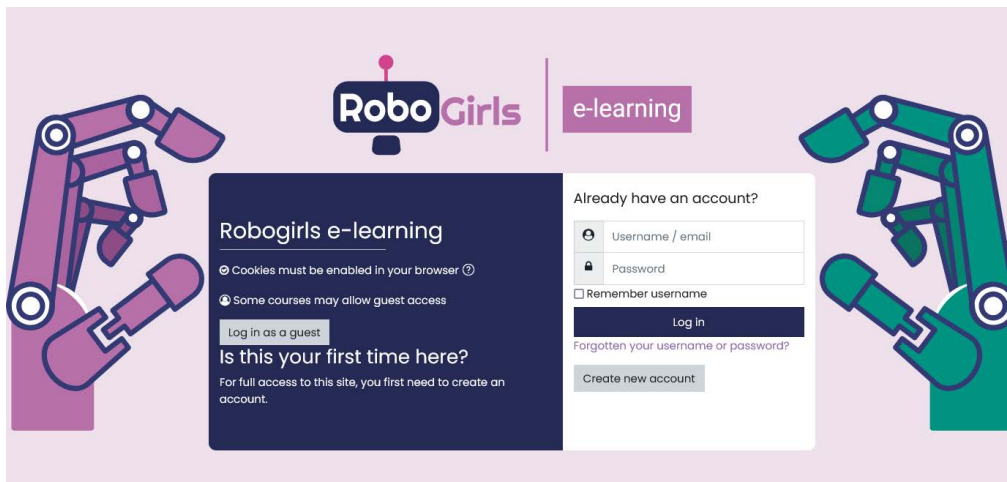 RoboGirls
e-learning
Robogirls e-learning
Cookies must be enabled in your browser
Some courses may allow guest access
Log in as a guest
Is this your first time here?
For full access to this site, you first need to create an
account.
Already have an account?
Username / email
Password
Remember username
Log in
Forgotten your username or password?
Create new account